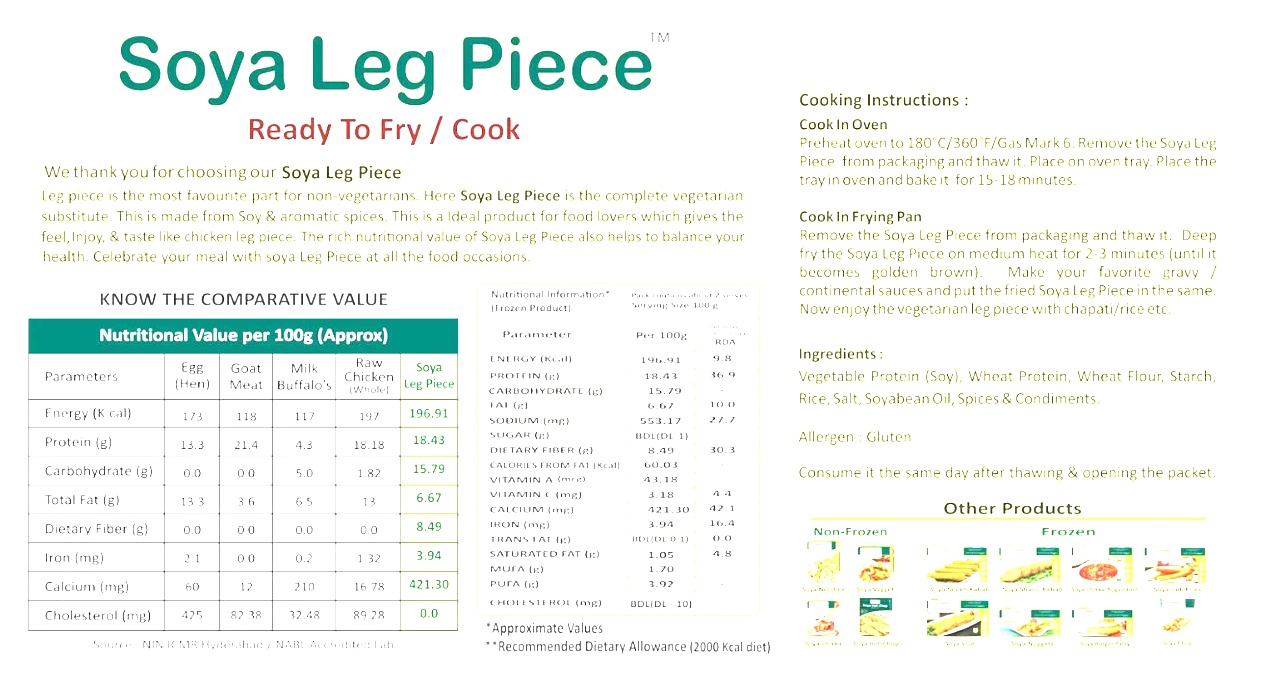 Soya Leg Piece™
Ready To Fry / Cook
We thank you for choosing our Soya Leg Piece
Leg piece is the most favourite part for non-vegetarians. Here Soya Leg Piece is the complete vegetarian
substitute. This is made from Soy & aromatic spices. This is a Ideal product for food lovers which gives the
feel, Injoy, & taste like chicken leg piece. The rich nutritional value of Soya Leg Piece also helps to balance your
health. Celebrate your meal with soya Leg Piece at all the food occasions.
KNOW THE COMPARATIVE VALUE
Nutritional Value per 100g (Approx)
Parameters Egg (Hen) Goat Meat Milk Buffalo's Raw Chicken (Whole) Soya Leg Piece
Energy (K cal) 173 118 117 197 196.91
Protein (g) 13.3 21.4 4.3 18.18 18.43
Carbohydrate (g) 0.0 0.0 5.0 1.82 15.79
Total Fat (g) 13.3 3.6 6.5 13 6.67
Dietary Fiber (g) 0.0 0.0 0.0 0.0 8.49
Iron (mg) 2.1 0.0 0.2 1.32 3.94
Calcium (mg) 60 12 210 16.78 421.30
Cholesterol (mg) 425 82.38 32.48 89.28 0.0
Source: NIN ICMR Hyderabad / NABL Accredited Lab
Nutritional Information* Pack contains about 2 serves
(Frozen Product) Serving Size 100 g
Parameter Per 100g RDA
ENERGY (Kcal) 196.91 9.8
PROTEIN (g) 18.43 36.9
CARBOHYDRATE (g) 15.79 -
FAT (g) 6.67 10.0
SODIUM (mg) 553.17 27.7
SUGAR (g) BDL(DL 1)
DIETARY FIBER (g) 8.49 30.3
CALORIES FROM FAT (Kcal) 60.03 -
VITAMIN A (mcg) 43.18
VITAMIN C (mg) 3.18 4.4
CALCIUM (mg) 421.30 42.1
IRON (mg) 3.94 16.4
TRANS FAT (g) BDL(DL 0.1) 0.0
SATURATED FAT (g) 1.05 4.8
MUFA (g) 1.70
PUFA (g) 3.92 -
CHOLESTEROL (mg) BDL(DL - 10)
*Approximate Values
**Recommended Dietary Allowance (2000 Kcal diet)
Cooking Instructions :
Cook In Oven
Preheat oven to 180°C/360°F/Gas Mark 6. Remove the Soya Leg
Piece from packaging and thaw it. Place on oven tray. Place the
tray in oven and bake it for 15-18 minutes.
Cook In Frying Pan
Remove the Soya Leg Piece from packaging and thaw it. Deep
fry the Soya Leg Piece on medium heat for 2-3 minutes (until it
becomes golden brown). Make your favorite gravy /
continental sauces and put the fried Soya Leg Piece in the same.
Now enjoy the vegetarian leg piece with chapati/rice etc.
Ingredients :
Vegetable Protein (Soy), Wheat Protein, Wheat Flour, Starch,
Rice, Salt, Soyabean Oil, Spices & Condiments.
Allergen : Gluten
Consume it the same day after thawing & opening the packet.
Other Products
Non-Frozen Frozen